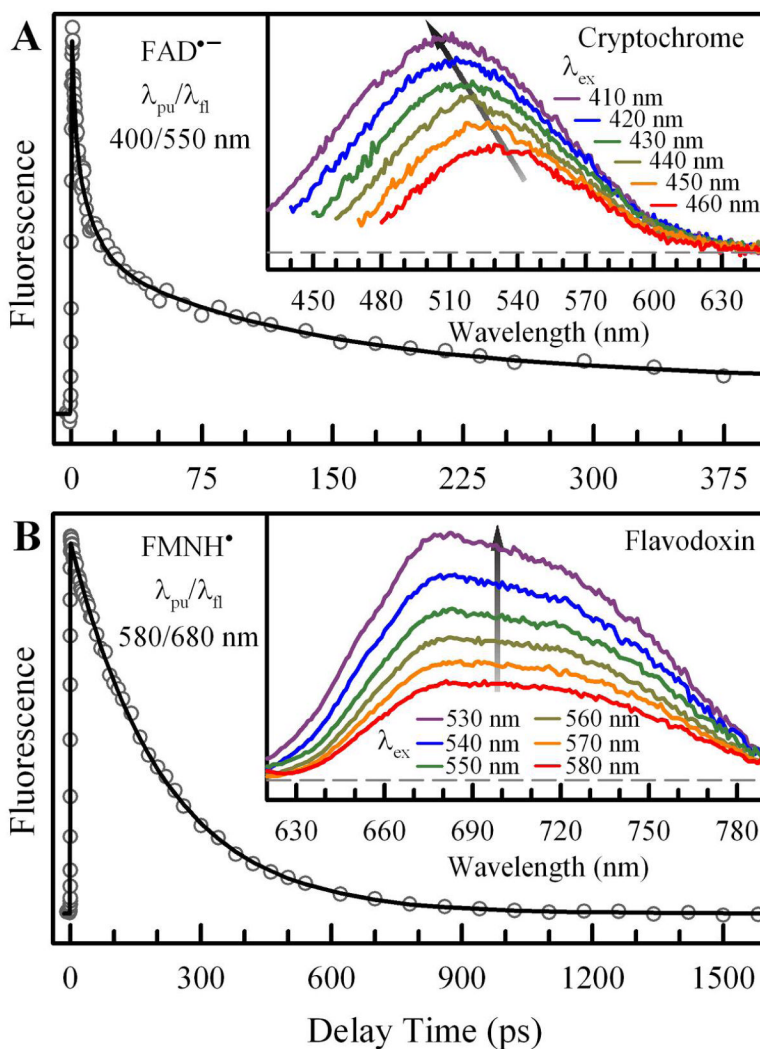 A
FAD•−
λpu/λfl
400/550 nm
Cryptochrome
λex
410 nm
420 nm
430 nm
440 nm
450 nm
460 nm
450 480 510 540 570 600 630
Wavelength (nm)
Fluorescence
0 75 150 225 300 375
B
FMNH•
λpu/λfl
580/680 nm
Flavodoxin
530 nm 560 nm
λex
540 nm 570 nm
550 nm 580 nm
630 660 690 720 750 780
Wavelength (nm)
Fluorescence
0 300 600 900 1200 1500
Delay Time (ps)